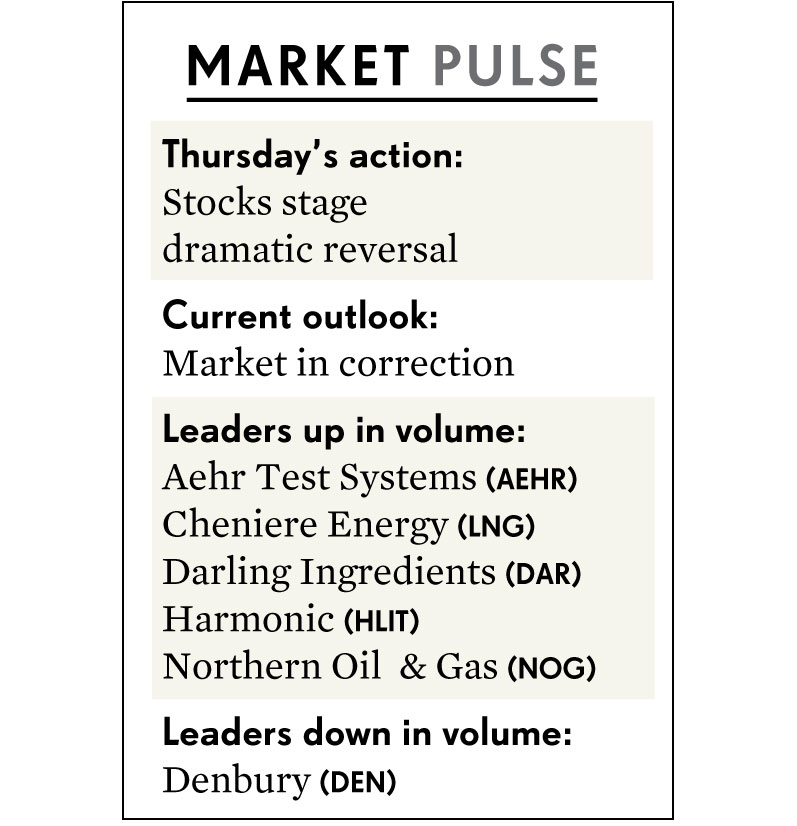 MARKET PULSE
Thursday’s action:
Stocks stage
dramatic reversal
Current outlook:
Market in correction
Leaders up in volume:
Aehr Test Systems (AEHR)
Cheniere Energy (LNG)
Darling Ingredients (DAR)
Harmonic (HLIT)
Northern Oil & Gas (NOG)
Leaders down in volume:
Denbury (DEN)